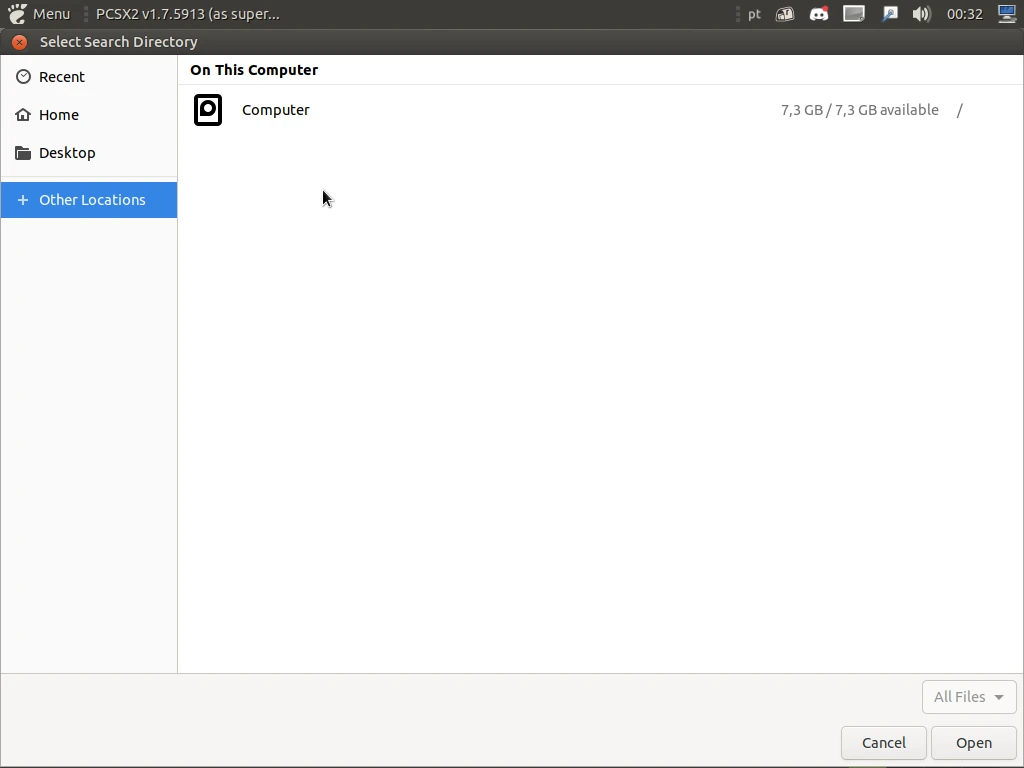 Menu PCSX2 v1.7.5913 (as super... pt 00:32
Select Search Directory
Recent
Home
Desktop
Other Locations
On This Computer
Computer 7,3 GB / 7,3 GB available /
All Files
Cancel Open